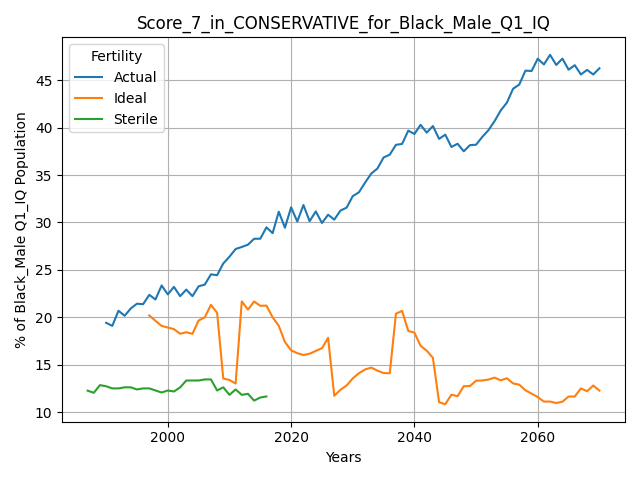 Score_7_in_CONSERVATIVE_for_Black_Male_Q1_IQ
Fertility
Actual
Ideal
Sterile
% of Black_Male Q1_IQ Population
45
40
35
30
25
20
15
10
2000
2020
2040
2060
Years